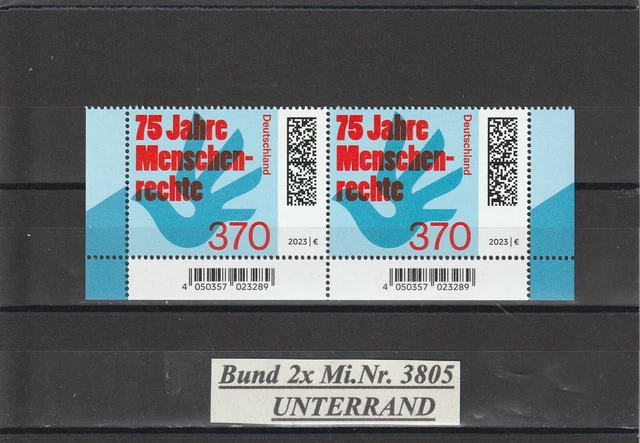 75 Jahre
Menschen-
rechte
Deutschland
370
2023 | €
75 Jahre
Menschen-
rechte
Deutschland
370
2023 | €
4 050357 023289
4 050357 023289
Bund 2x Mi.Nr. 3805
UNTERRAND